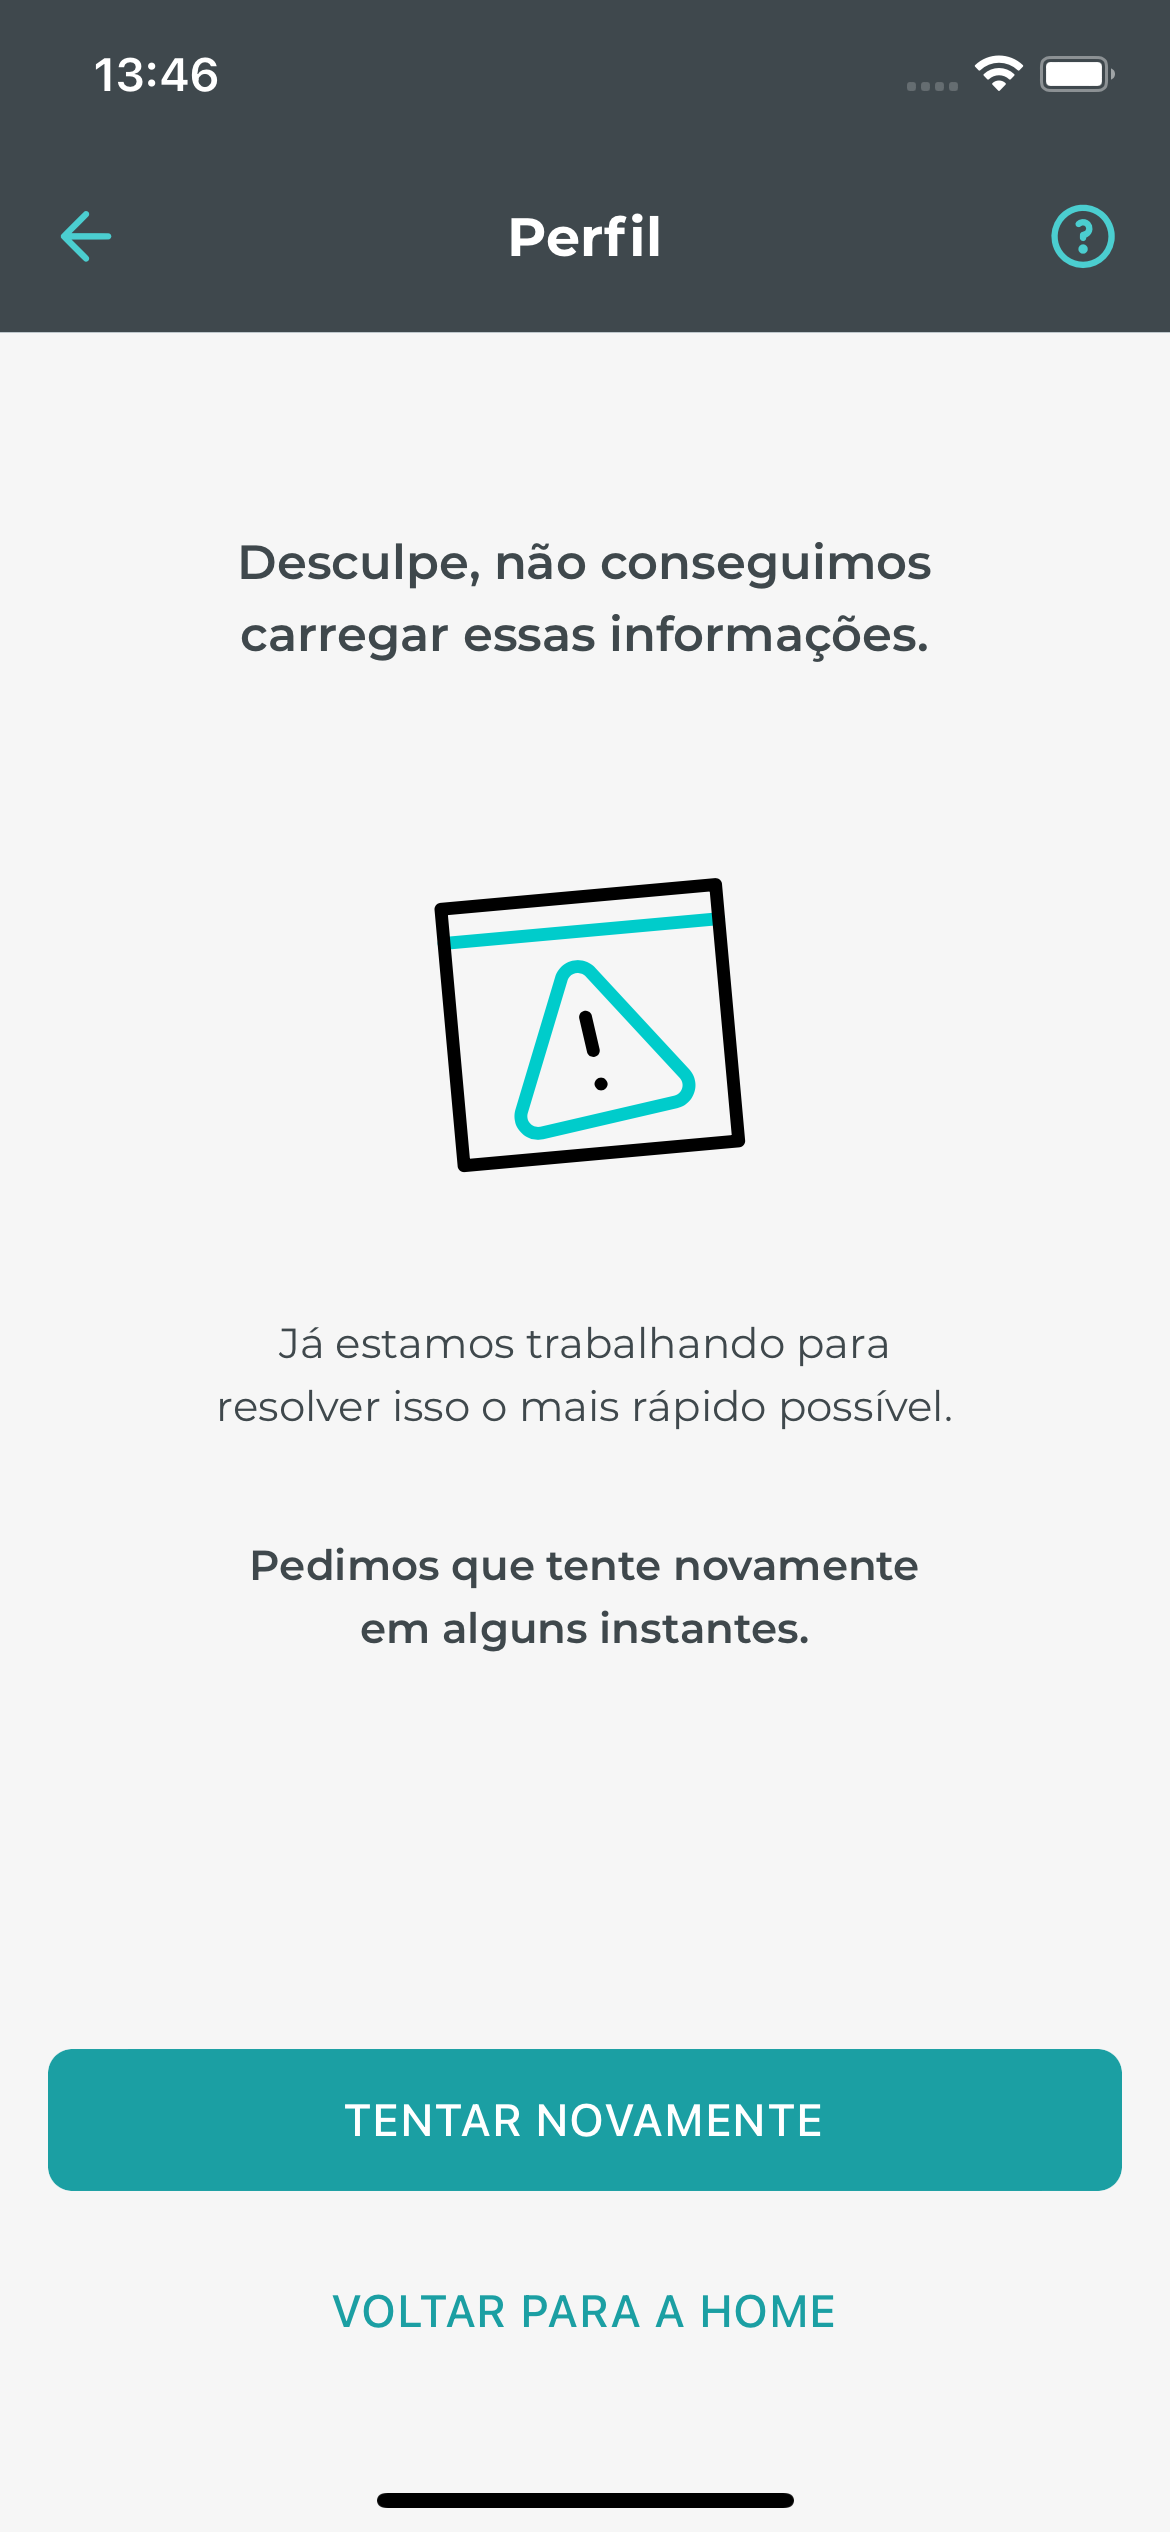 13:46
Perfil
Desculpe, não conseguimos
carregar essas informações.
Já estamos trabalhando para
resolver isso o mais rápido possível.
Pedimos que tente novamente
em alguns instantes.
TENTAR NOVAMENTE
VOLTAR PARA A HOME